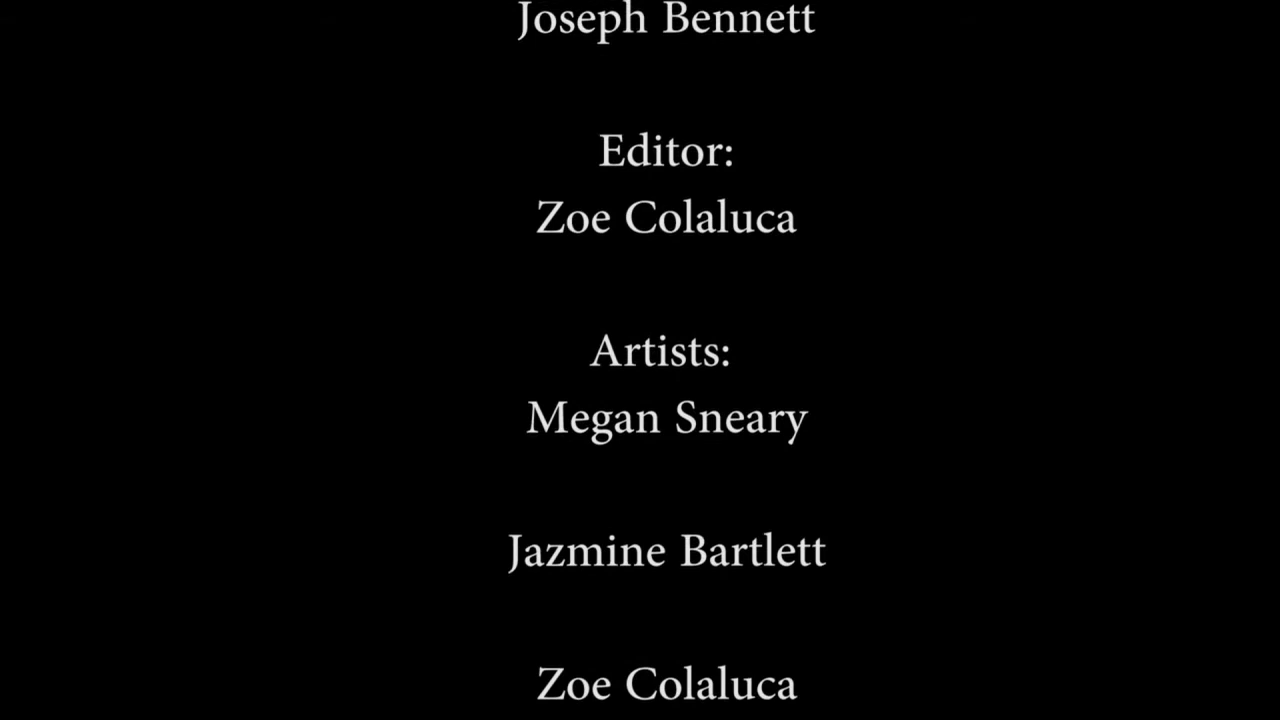 Joseph Bennett
Editor:
Zoe Colaluca
Artists:
Megan Sneary
Jazmine Bartlett
Zoe Colaluca